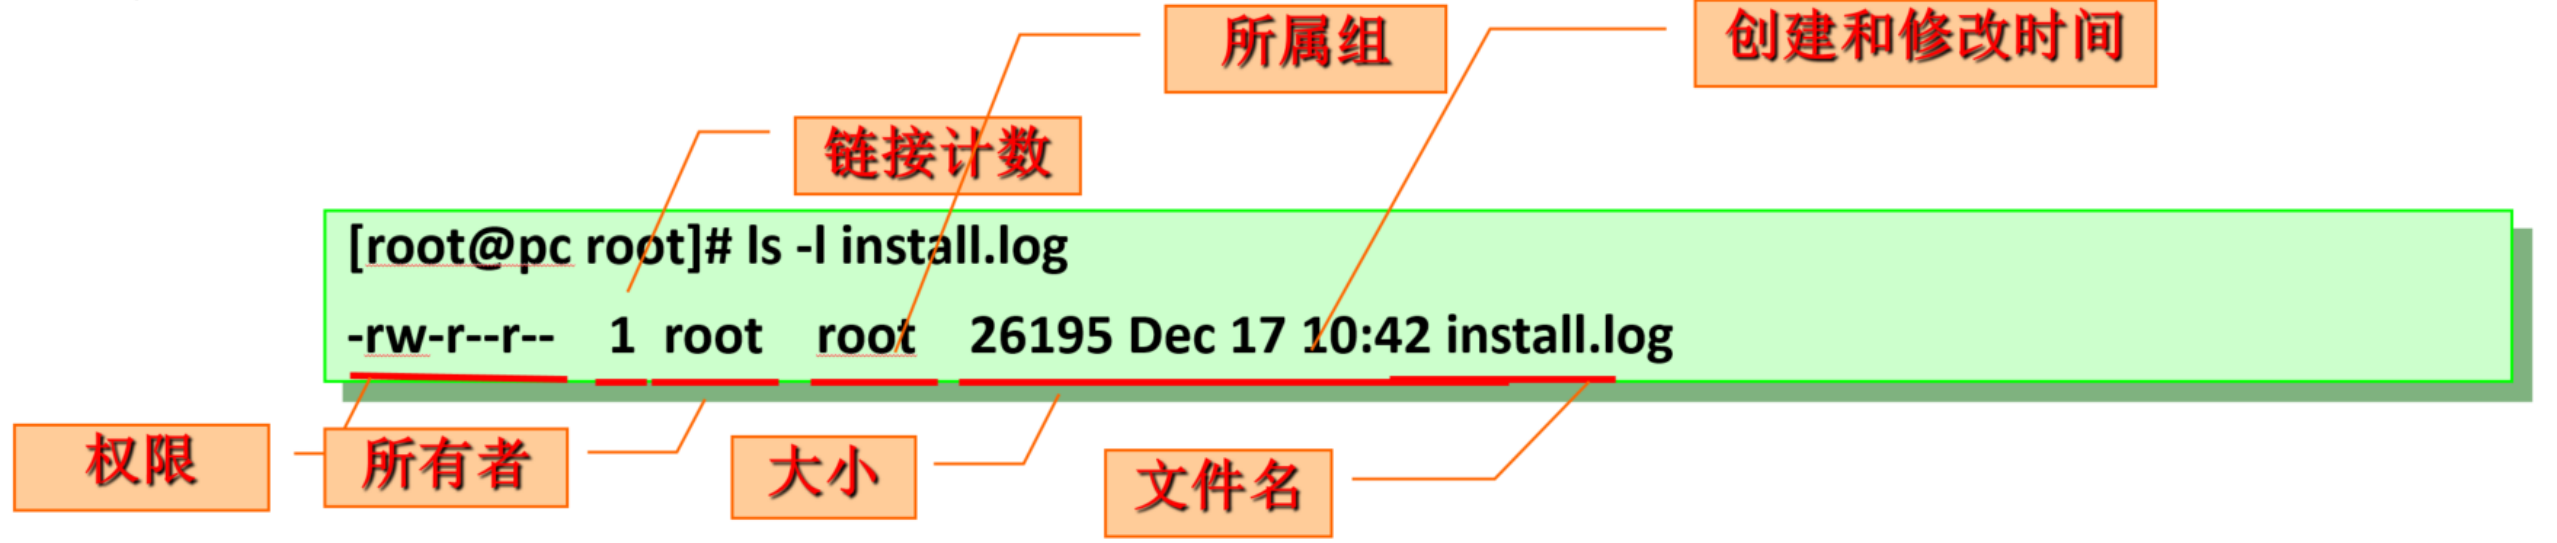 所属组
创建和修改时间
链接计数
[root@pc root]# ls -l install.log
-rw-r--r-- 1 root root 26195 Dec 17 10:42 install.log
权限
所有者
大小
文件名